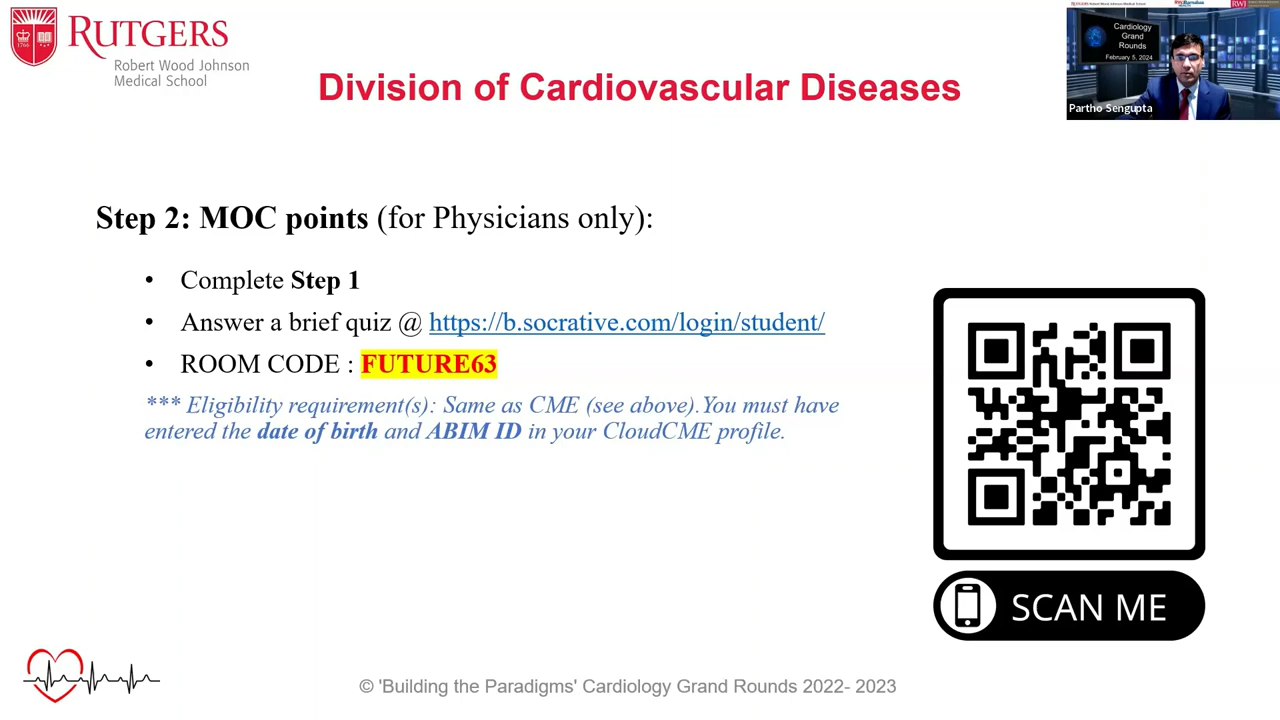 RUTGERS
Robert Wood Johnson
Medical School
1766
Division of Cardiovascular Diseases
Cardiology
Grand
Rounds
February 5, 2024
Partho Sengupta
RWJ
Step 2: MOC points (for Physicians only):
• Complete Step 1
• Answer a brief quiz @ https://b.socrative.com/login/student/
• ROOM CODE : FUTURE63
*** Eligibility requirement(s): Same as CME (see above).You must have
entered the date of birth and ABIM ID in your CloudCME profile.
SCAN ME
© 'Building the Paradigms' Cardiology Grand Rounds 2022- 2023